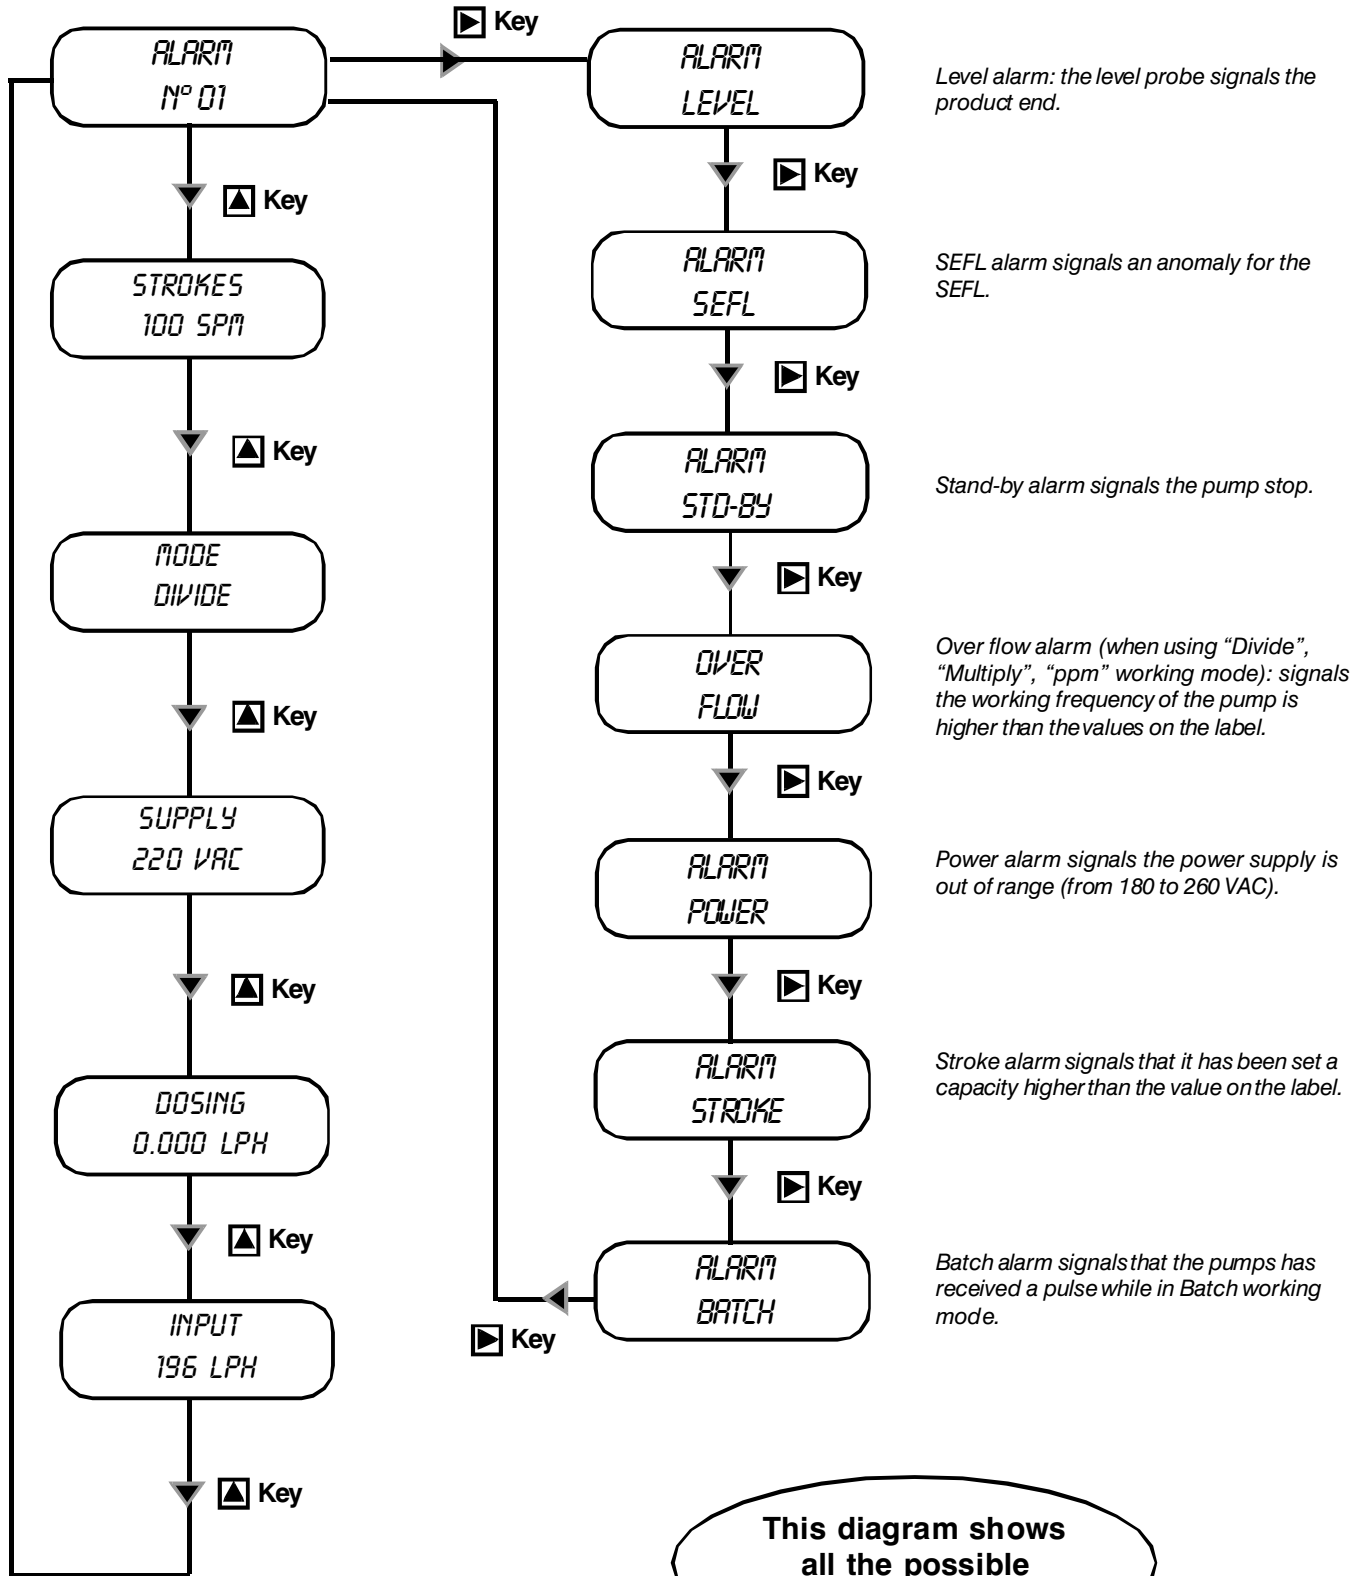 Key
ALARM
N° 01
Key
STROKES
100 SPM
Key
MODE
DIVIDE
Key
SUPPLY
220 VAC
Key
DOSING
0.000 LPH
Key
INPUT
196 LPH
Key
ALARM
LEVEL
Level alarm: the level probe signals the
product end.
Key
ALARM
SEFL
SEFL alarm signals an anomaly for the
SEFL.
Key
ALARM
STD-BY
Stand-by alarm signals the pump stop.
Key
OVER
FLOW
Over flow alarm (when using “Divide”,
“Multiply”, “ppm” working mode): signals
the working frequency of the pump is
higher than the values on the label.
Key
ALARM
POWER
Power alarm signals the power supply is
out of range (from 180 to 260 VAC).
Key
ALARM
STROKE
Stroke alarm signals that it has been set a
capacity higher than the value on the label.
Key
ALARM
BATCH
Batch alarm signals that the pumps has
received a pulse while in Batch working
mode.
Key
This diagram shows
all the possible